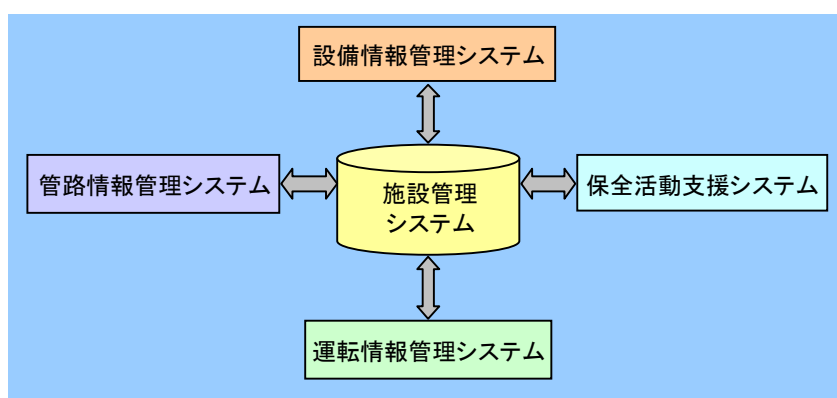 設備情報管理システム
管路情報管理システム
施設管理
システム
保全活動支援システム
運転情報管理システム